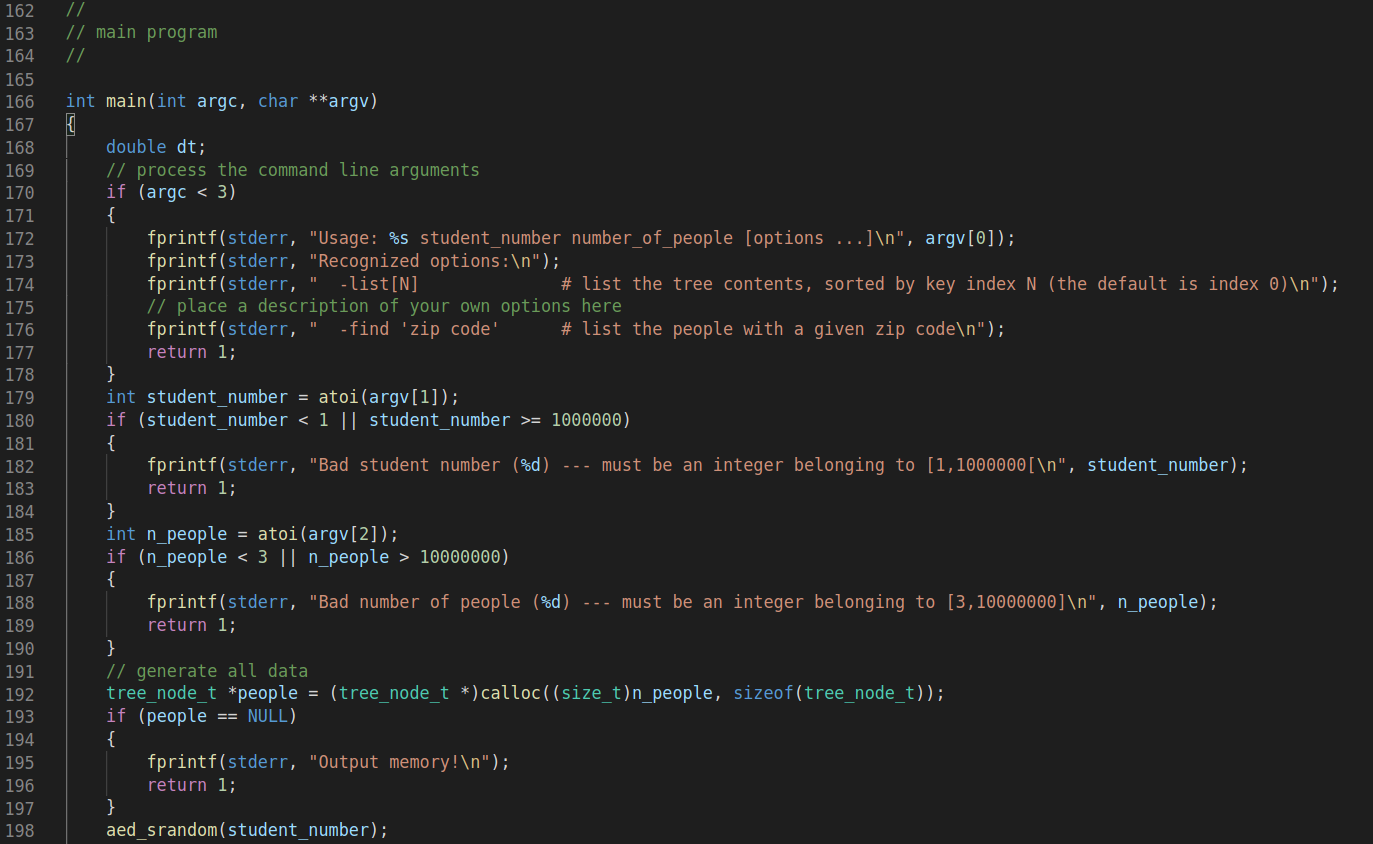 162 //
163 // main program
164 //
165
166 int main(int argc, char **argv)
167 {
168     double dt;
169     // process the command line arguments
170     if (argc < 3)
171     {
172         fprintf(stderr, "Usage: %s student_number number_of_people [options ...]\n", argv[0]);
173         fprintf(stderr, "Recognized options:\n");
174         fprintf(stderr, "  -list[N]              # list the tree contents, sorted by key index N (the default is index 0)\n");
175         // place a description of your own options here
176         fprintf(stderr, "  -find 'zip code'      # list the people with a given zip code\n");
177         return 1;
178     }
179     int student_number = atoi(argv[1]);
180     if (student_number < 1 || student_number >= 1000000)
181     {
182         fprintf(stderr, "Bad student number (%d) --- must be an integer belonging to [1,1000000[\n", student_number);
183         return 1;
184     }
185     int n_people = atoi(argv[2]);
186     if (n_people < 3 || n_people > 10000000)
187     {
188         fprintf(stderr, "Bad number of people (%d) --- must be an integer belonging to [3,10000000]\n", n_people);
189         return 1;
190     }
191     // generate all data
192     tree_node_t *people = (tree_node_t *)calloc((size_t)n_people, sizeof(tree_node_t));
193     if (people == NULL)
194     {
195         fprintf(stderr, "Output memory!\n");
196         return 1;
197     }
198     aed_srandom(student_number);